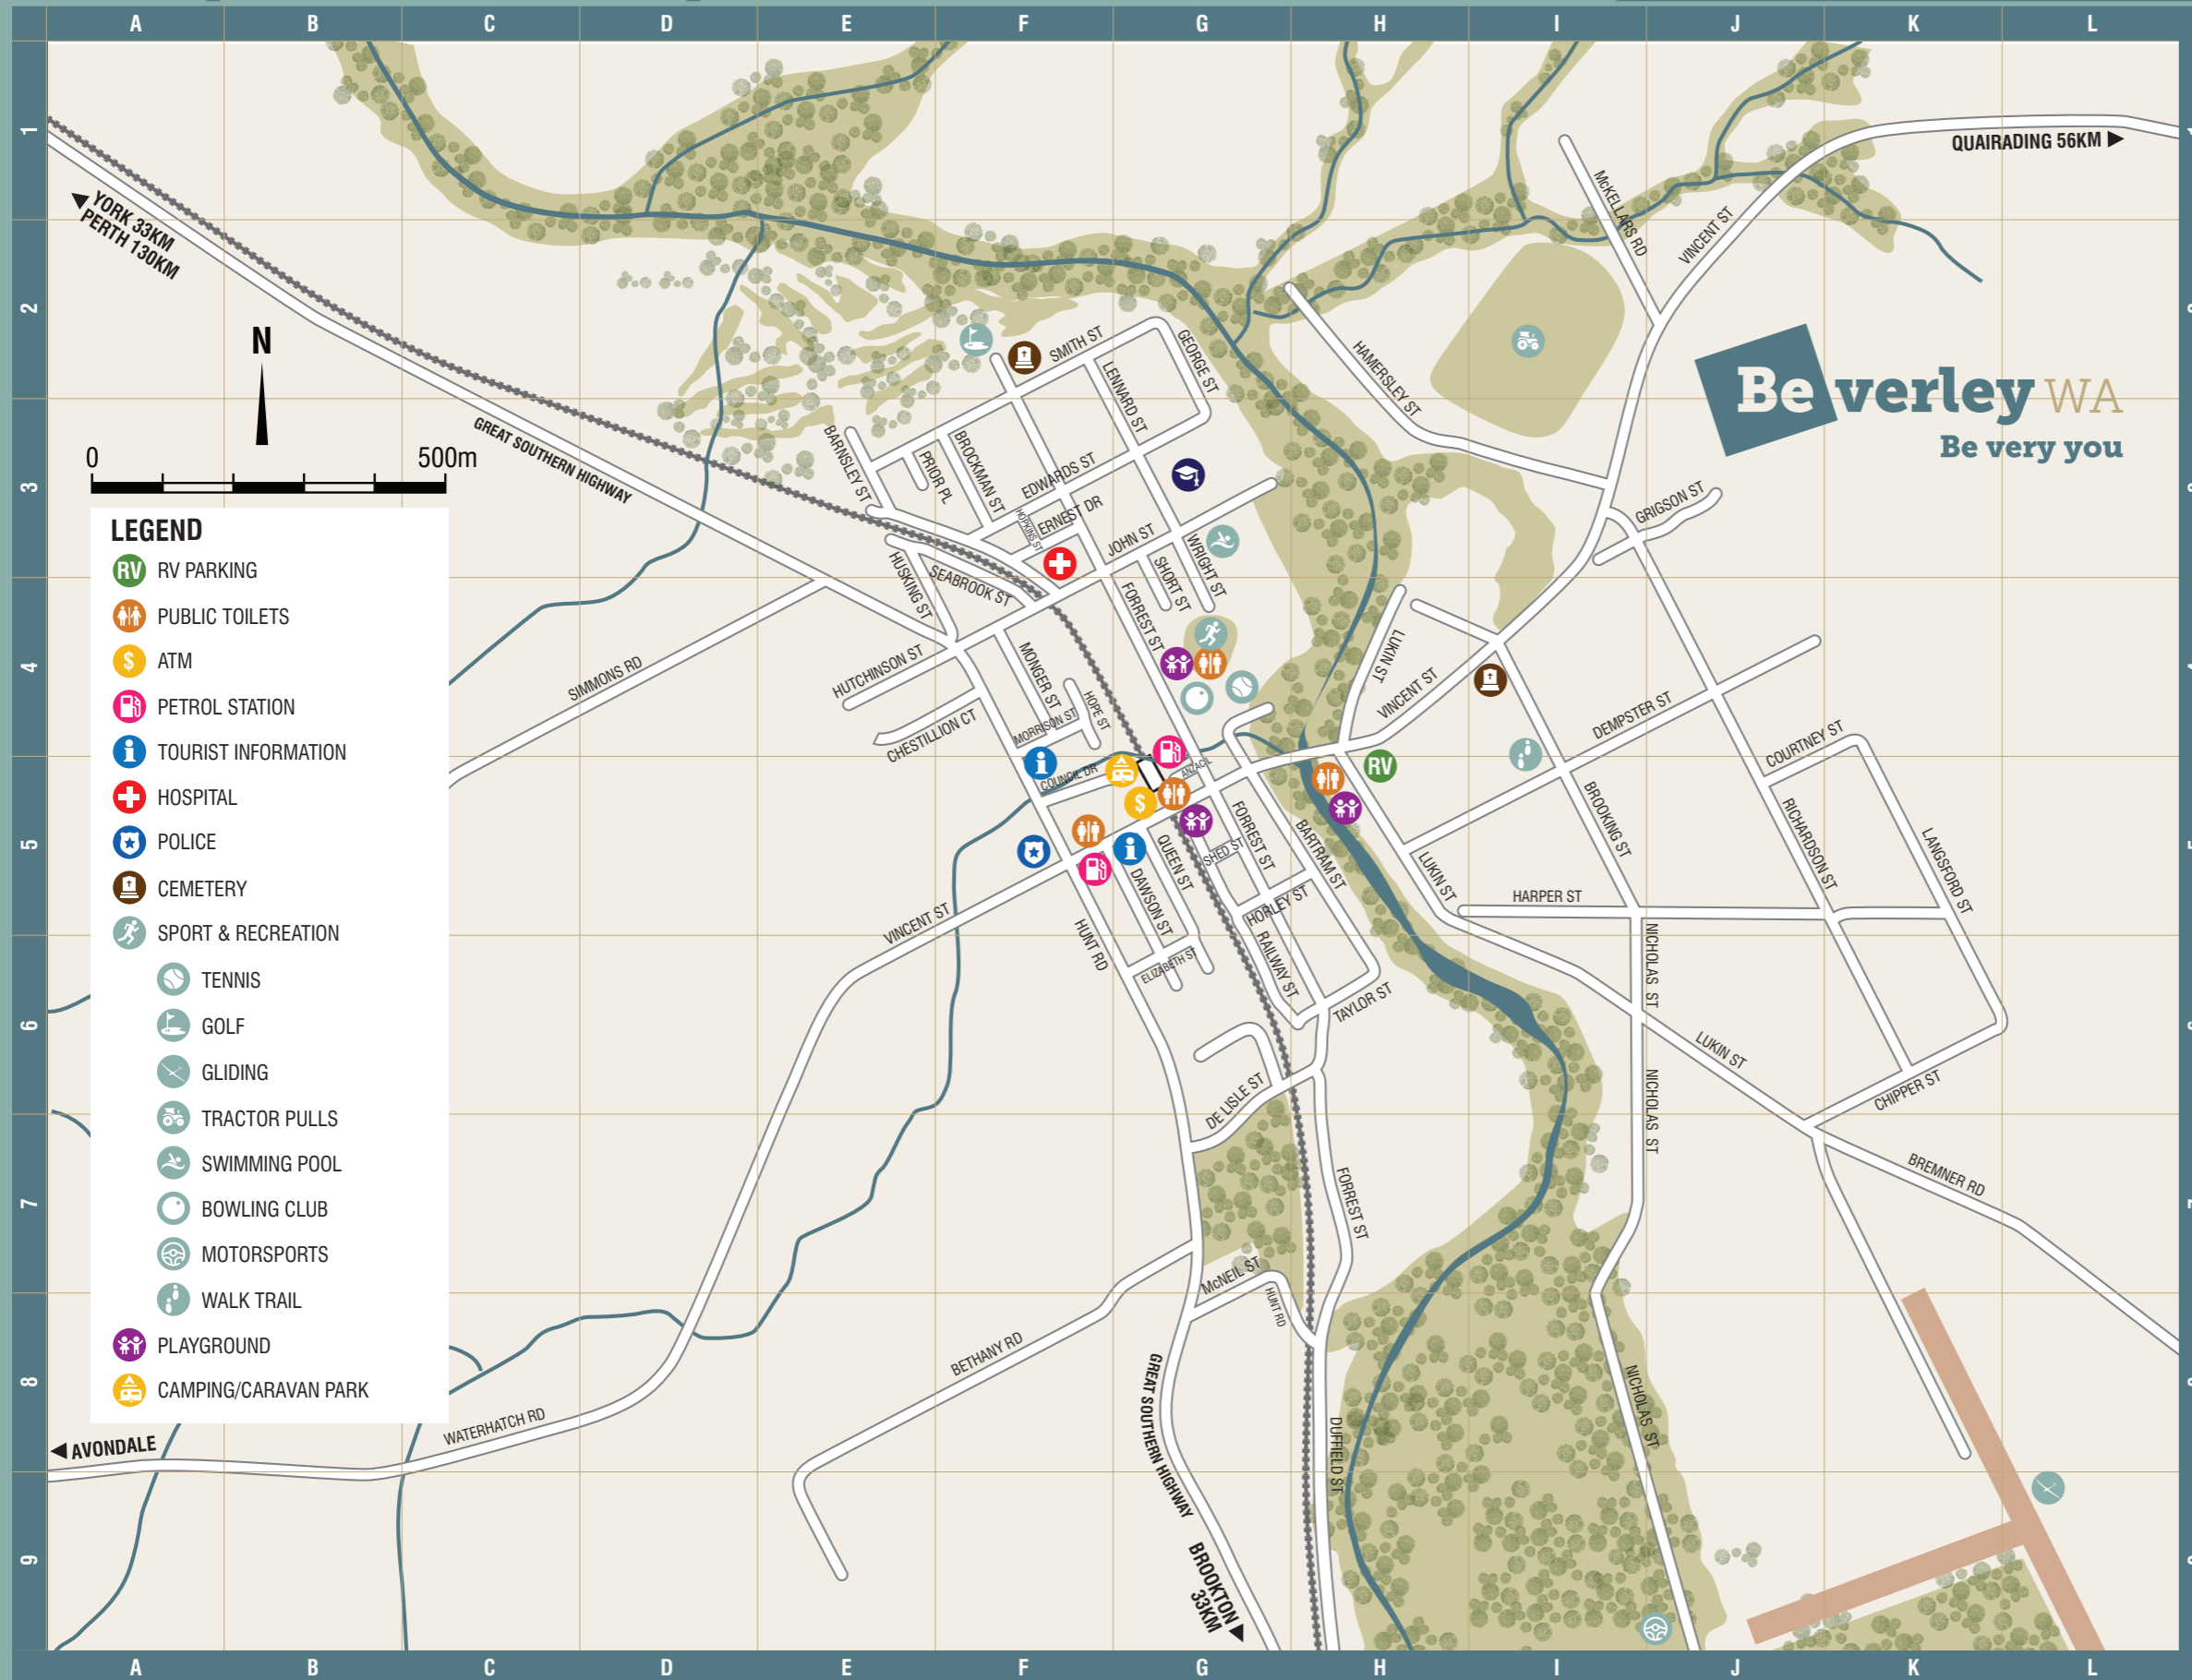 A B C D E F G H I J K L
1
2
3
4
5
6
7
8
9
QUAIRADING 56KM
YORK 33KM
PERTH 130KM
McKELLARS RD
VINCENT ST
N
0 500m
GREAT SOUTHERN HIGHWAY
SMITH ST
GEORGE ST
LENNARD ST
HAMERSLEY ST
Beverley WA
Be very you
BARNSLEY ST
PRIOR PL
BROCKMAN ST
EDWARDS ST
HOPKINS ST
ERNEST DR
JOHN ST
WRIGHT ST
SHORT ST
GRIGSON ST
HUSKING ST
SEABROOK ST
FORREST ST
SIMMONS RD
HUTCHINSON ST
CHESTILLION CT
MONGER ST
HOPE ST
MORRISON ST
COUNCIL DR
LUKIN ST
VINCENT ST
DEMPSTER ST
COURTNEY ST
ANZAC L
BROOKING ST
RICHARDSON ST
LANGSFORD ST
FORREST ST
BARTRAM ST
SHED ST
QUEEN ST
DAWSON ST
HORLEY ST
LUKIN ST
HARPER ST
VINCENT ST
HUNT RD
ELIZABETH ST
RAILWAY ST
TAYLOR ST
NICHOLAS ST
LUKIN ST
NICHOLAS ST
CHIPPER ST
DE LISLE ST
FORREST ST
BREMNER RD
McNEIL ST
HUNT RD
BETHANY RD
GREAT SOUTHERN HIGHWAY
DUFFIELD ST
NICHOLAS ST
WATERHATCH RD
AVONDALE
BROOKTON
33KM
LEGEND
RV RV PARKING
PUBLIC TOILETS
$ ATM
PETROL STATION
i TOURIST INFORMATION
HOSPITAL
POLICE
CEMETERY
SPORT & RECREATION
TENNIS
GOLF
GLIDING
TRACTOR PULLS
SWIMMING POOL
BOWLING CLUB
MOTORSPORTS
WALK TRAIL
PLAYGROUND
CAMPING/CARAVAN PARK
i
$
i
RV
A B C D E F G H I J K L